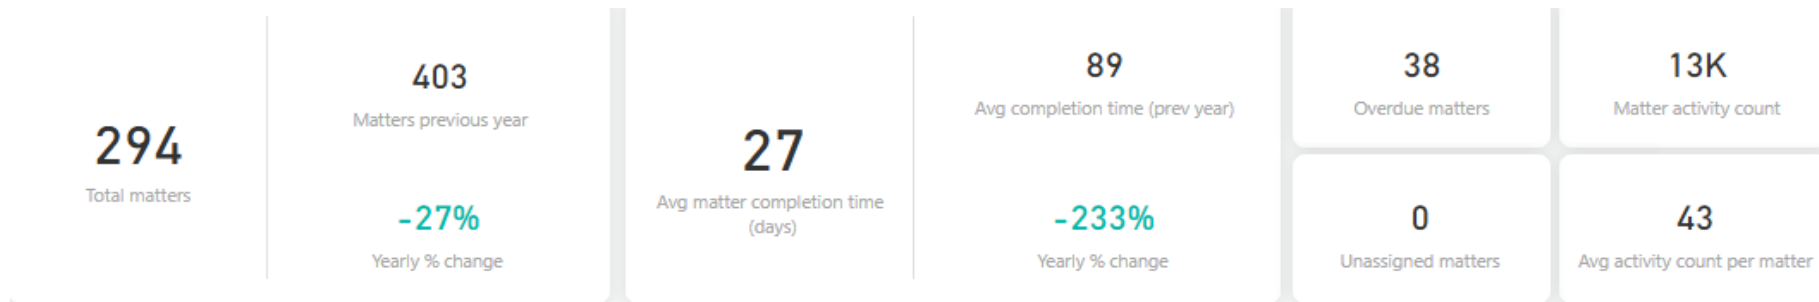 294
Total matters
403
Matters previous year
-27%
Yearly % change
27
Avg matter completion time
(days)
89
Avg completion time (prev year)
-233%
Yearly % change
38
Overdue matters
13K
Matter activity count
0
Unassigned matters
43
Avg activity count per matter